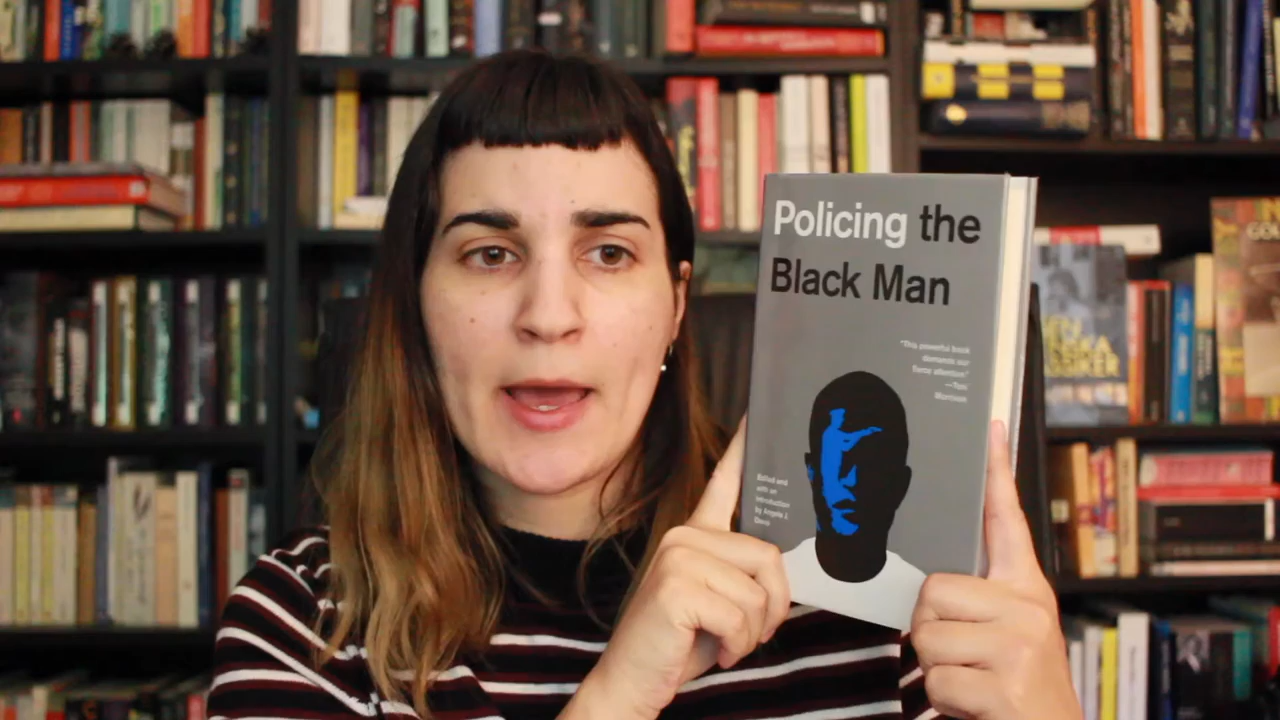 Policing the
Black Man
"This powerful book
demands our
fierce attention."
—Toni
Morrison
Edited and
with an
introduction
by Angela J.
Davis